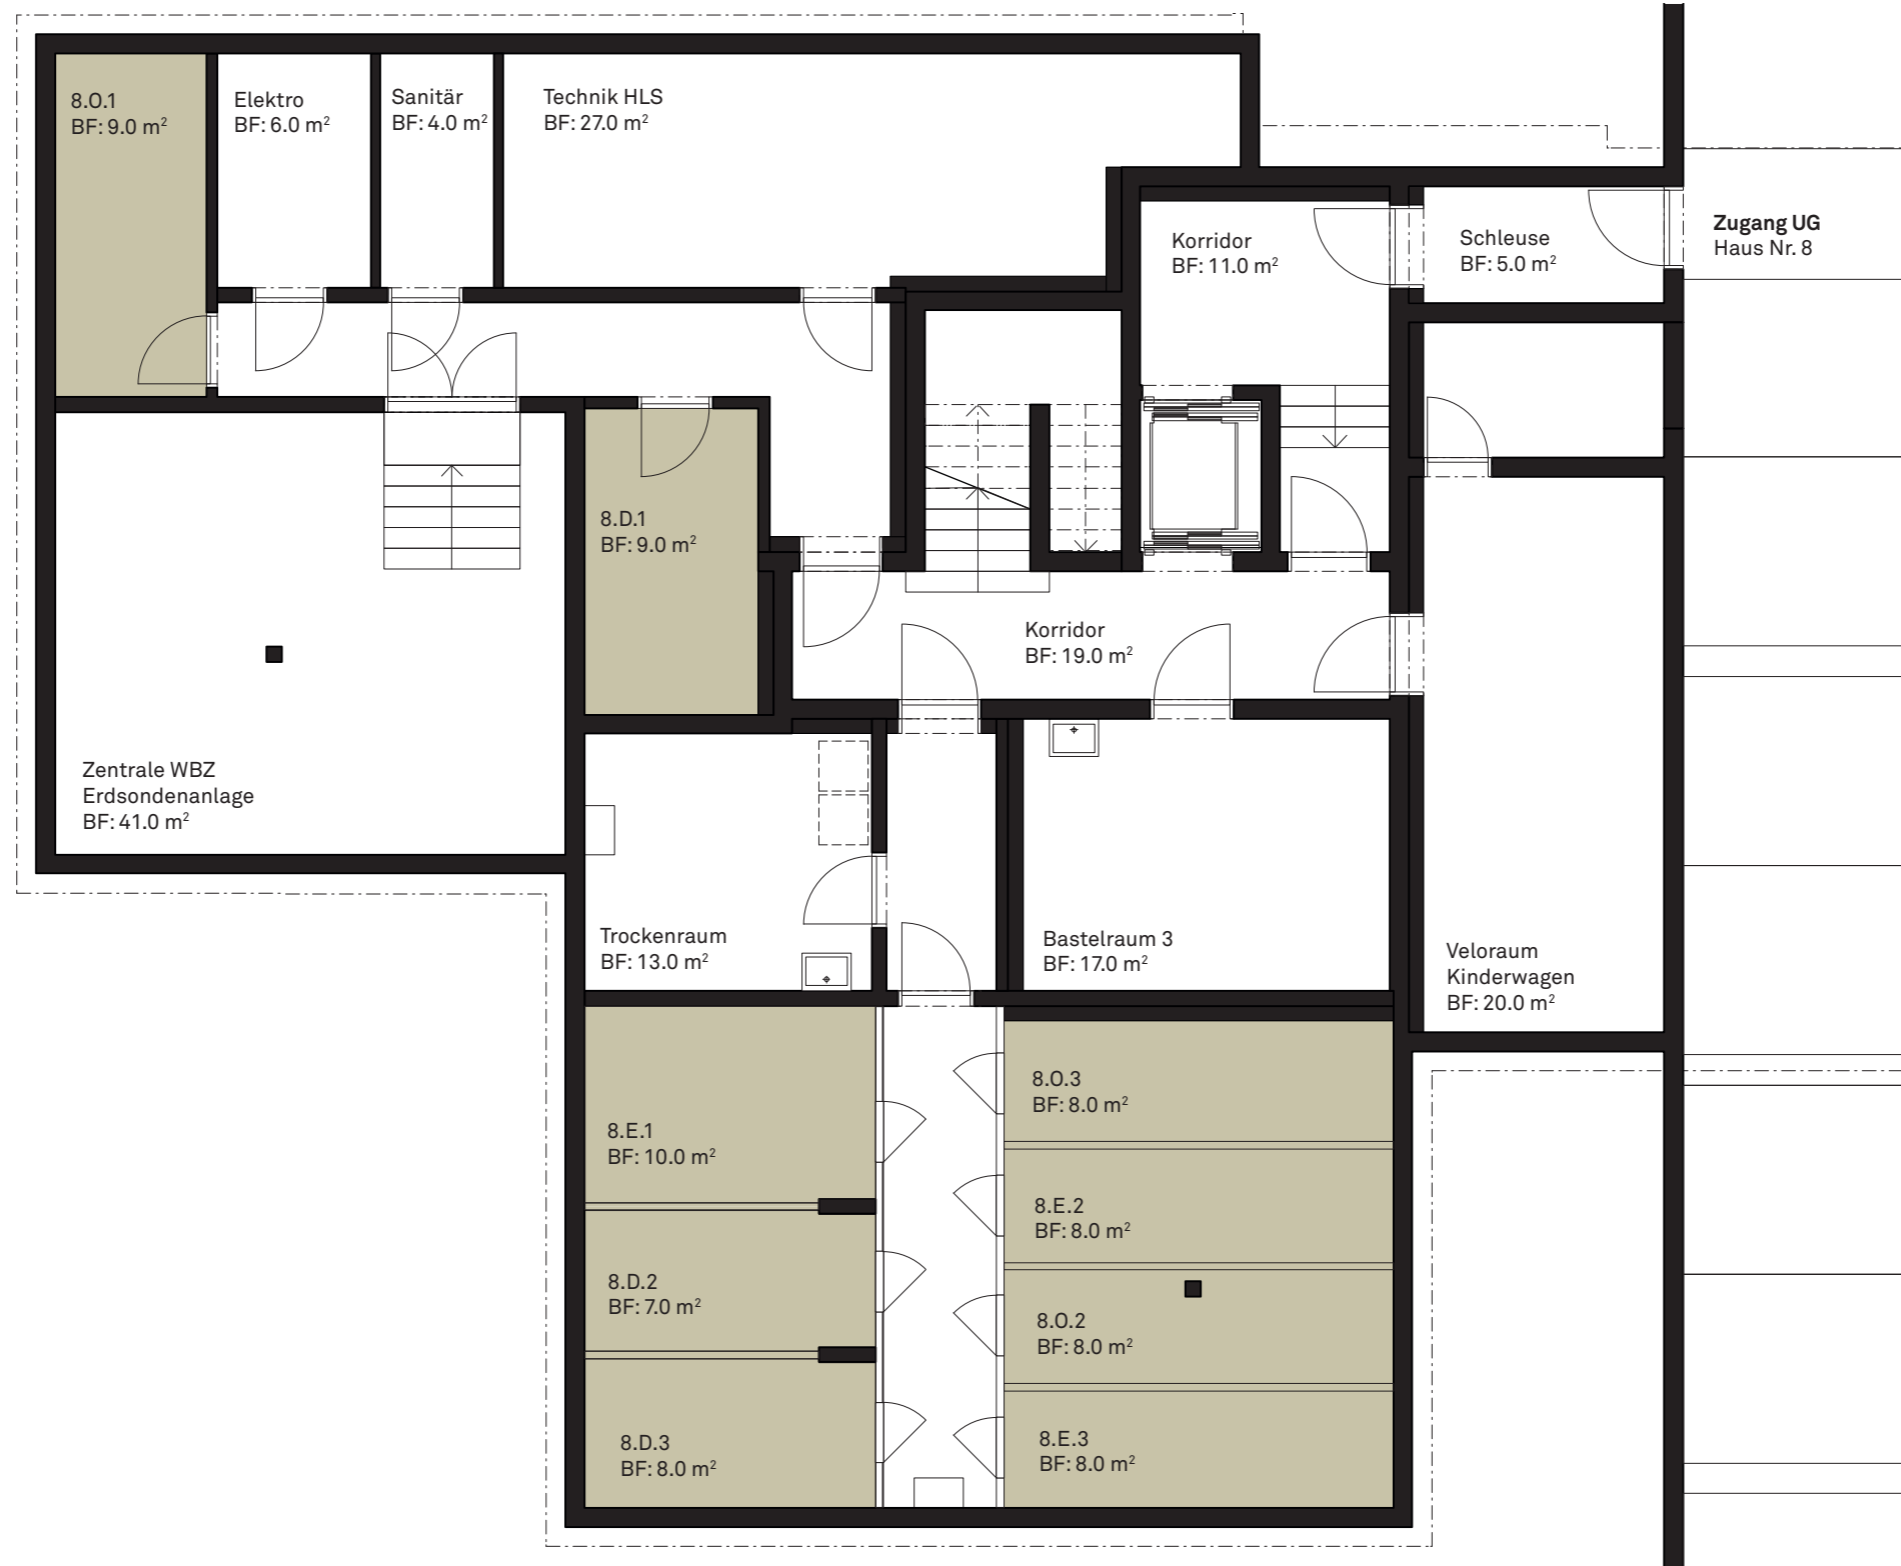 8.O.1
BF: 9.0 m²
Elektro
BF: 6.0 m²
Sanitär
BF: 4.0 m²
Technik HLS
BF: 27.0 m²
Korridor
BF: 11.0 m²
Schleuse
BF: 5.0 m²
Zugang UG
Haus Nr. 8
8.D.1
BF: 9.0 m²
Korridor
BF: 19.0 m²
Zentrale WBZ
Erdsondenanlage
BF: 41.0 m²
Trockenraum
BF: 13.0 m²
Bastelraum 3
BF: 17.0 m²
Veloraum
Kinderwagen
BF: 20.0 m²
8.E.1
BF: 10.0 m²
8.O.3
BF: 8.0 m²
8.E.2
BF: 8.0 m²
8.D.2
BF: 7.0 m²
8.O.2
BF: 8.0 m²
8.D.3
BF: 8.0 m²
8.E.3
BF: 8.0 m²